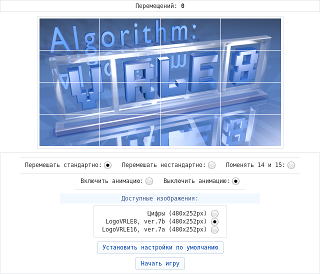 Перемещений: 0
Algorithm:
VRLE8
Перемешать стандартно: Перемешать нестандартно: Поменять 14 и 15:
Включить анимацию: Выключить анимацию:
Доступные изображения:
Цифры (480x252px)
LogoVRLE8, ver.7b (480x252px)
LogoVRLE16, ver.7a (480x252px)
Установить настройки по умолчанию
Начать игру